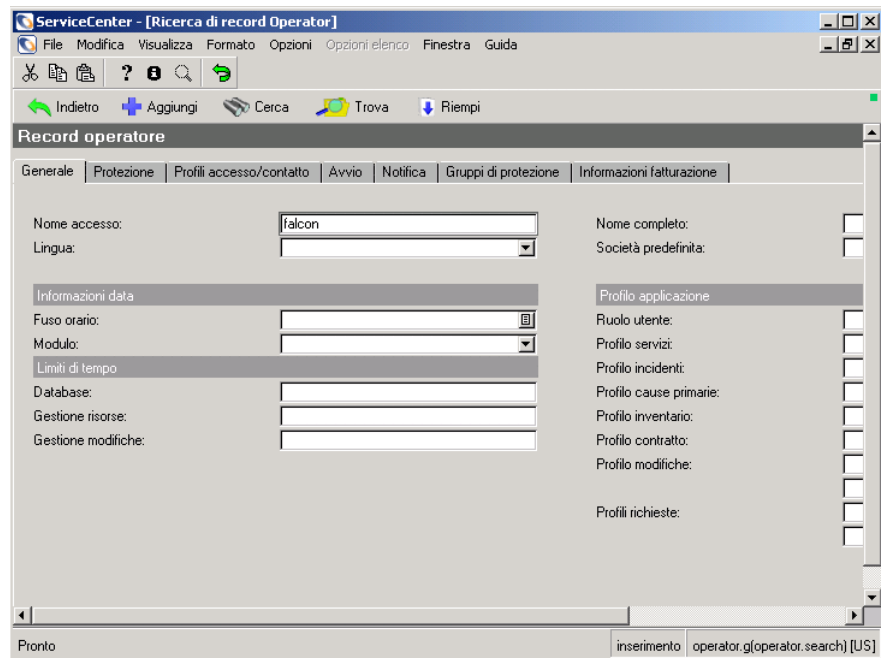 ServiceCenter - [Ricerca di record Operator]
File Modifica Visualizza Formato Opzioni Opzioni elenco Finestra Guida
Indietro Aggiungi Cerca Trova Riempi
Record operatore
Generale Protezione Profili accesso/contatto Avvio Notifica Gruppi di protezione Informazioni fatturazione
Nome accesso: falcon Nome completo:
Lingua: Società predefinita:
Informazioni data Profilo applicazione
Fuso orario: Ruolo utente:
Modulo: Profilo servizi:
Limiti di tempo Profilo incidenti:
Database: Profilo cause primarie:
Gestione risorse: Profilo inventario:
Gestione modifiche: Profilo contratto:
Profilo modifiche:
Profili richieste:
Pronto inserimento operator.g(operator.search) [US]